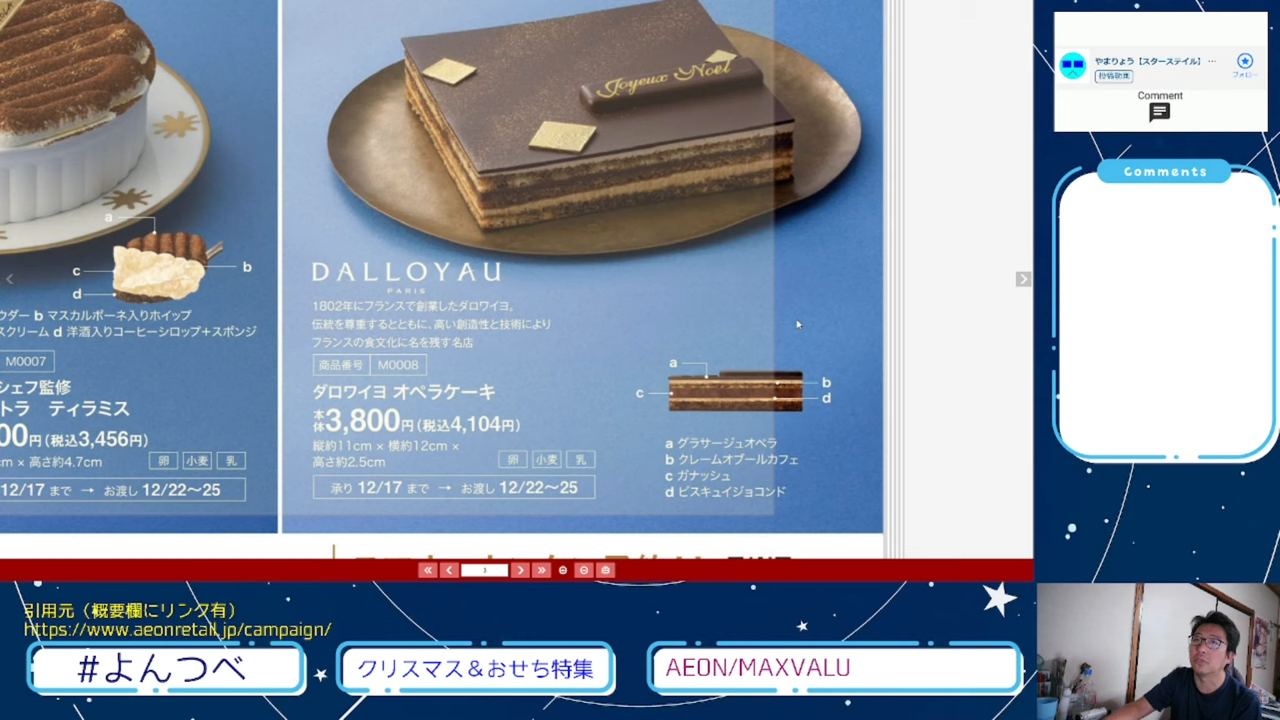 Joyeux Noël
a
c
b
d
ウダー b マスカルポーネ入りホイップ
スクリーム d 洋酒入りコーヒーシロップ+スポンジ
M0007
シェフ監修
トラ ティラミス
00円(税込3,456円)
cm × 高さ約4.7cm
卵 小麦 乳
12/17 まで → お渡し 12/22〜25
DALLOYAU
PARIS
1802年にフランスで創業したダロワイヨ。
伝統を尊重するとともに、高い創造性と技術により
フランスの食文化に名を残す名店
商品番号 M0008
ダロワイヨ オペラケーキ
本体3,800円(税込4,104円)
縦約11cm × 横約12cm ×
高さ約2.5cm
卵 小麦 乳
承り 12/17 まで → お渡し 12/22〜25
a
b
c
d
a グラサージュオペラ
b クレームオブールカフェ
c ガナッシュ
d ビスキュイジョコンド
3
やまりょう【スターステイル】 …
投稿動画
フォロー
Comment
Comments
引用元（概要欄にリンク有）
https://www.aeonretail.jp/campaign/
#よんつべ
クリスマス＆おせち特集
AEON/MAXVALU